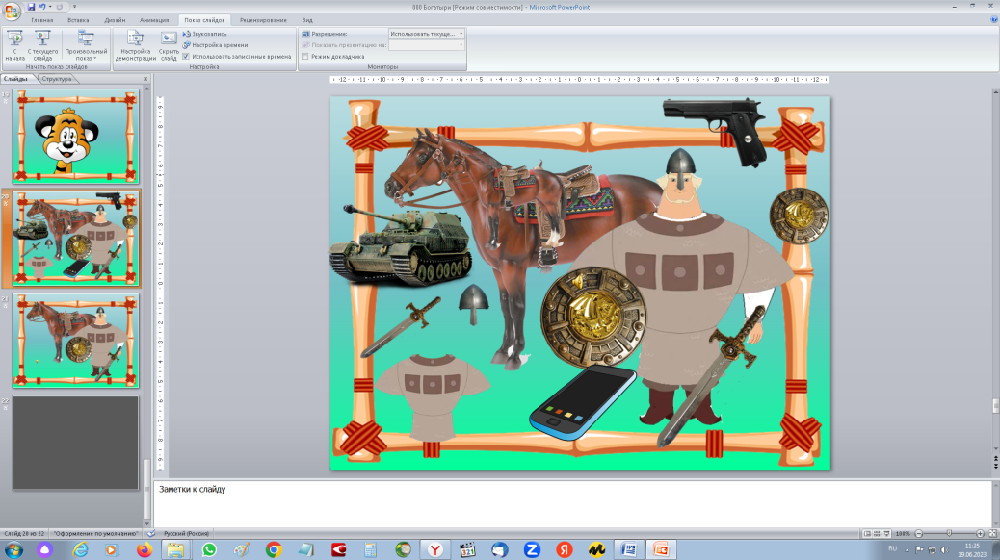 00 Богатыри [Режим совместимости] - Microsoft PowerPoint
Главная Вставка Дизайн Анимация Показ слайдов Рецензирование Вид
С начала
С текущего слайда
Произвольный показ
Начать показ слайдов
Настройка демонстрации
Скрыть слайд
Звукозапись
Настройка времени
Использовать записанные времена
Настройка
Разрешение: Использовать текущ...
Показать презентацию на:
Режим докладчика
Мониторы
Слайды Структура
19
20
21
22
Заметки к слайду
Слайд 20 из 22 "Оформление по умолчанию" Русский (Россия) 100%
RU 11:35
19.06.2023